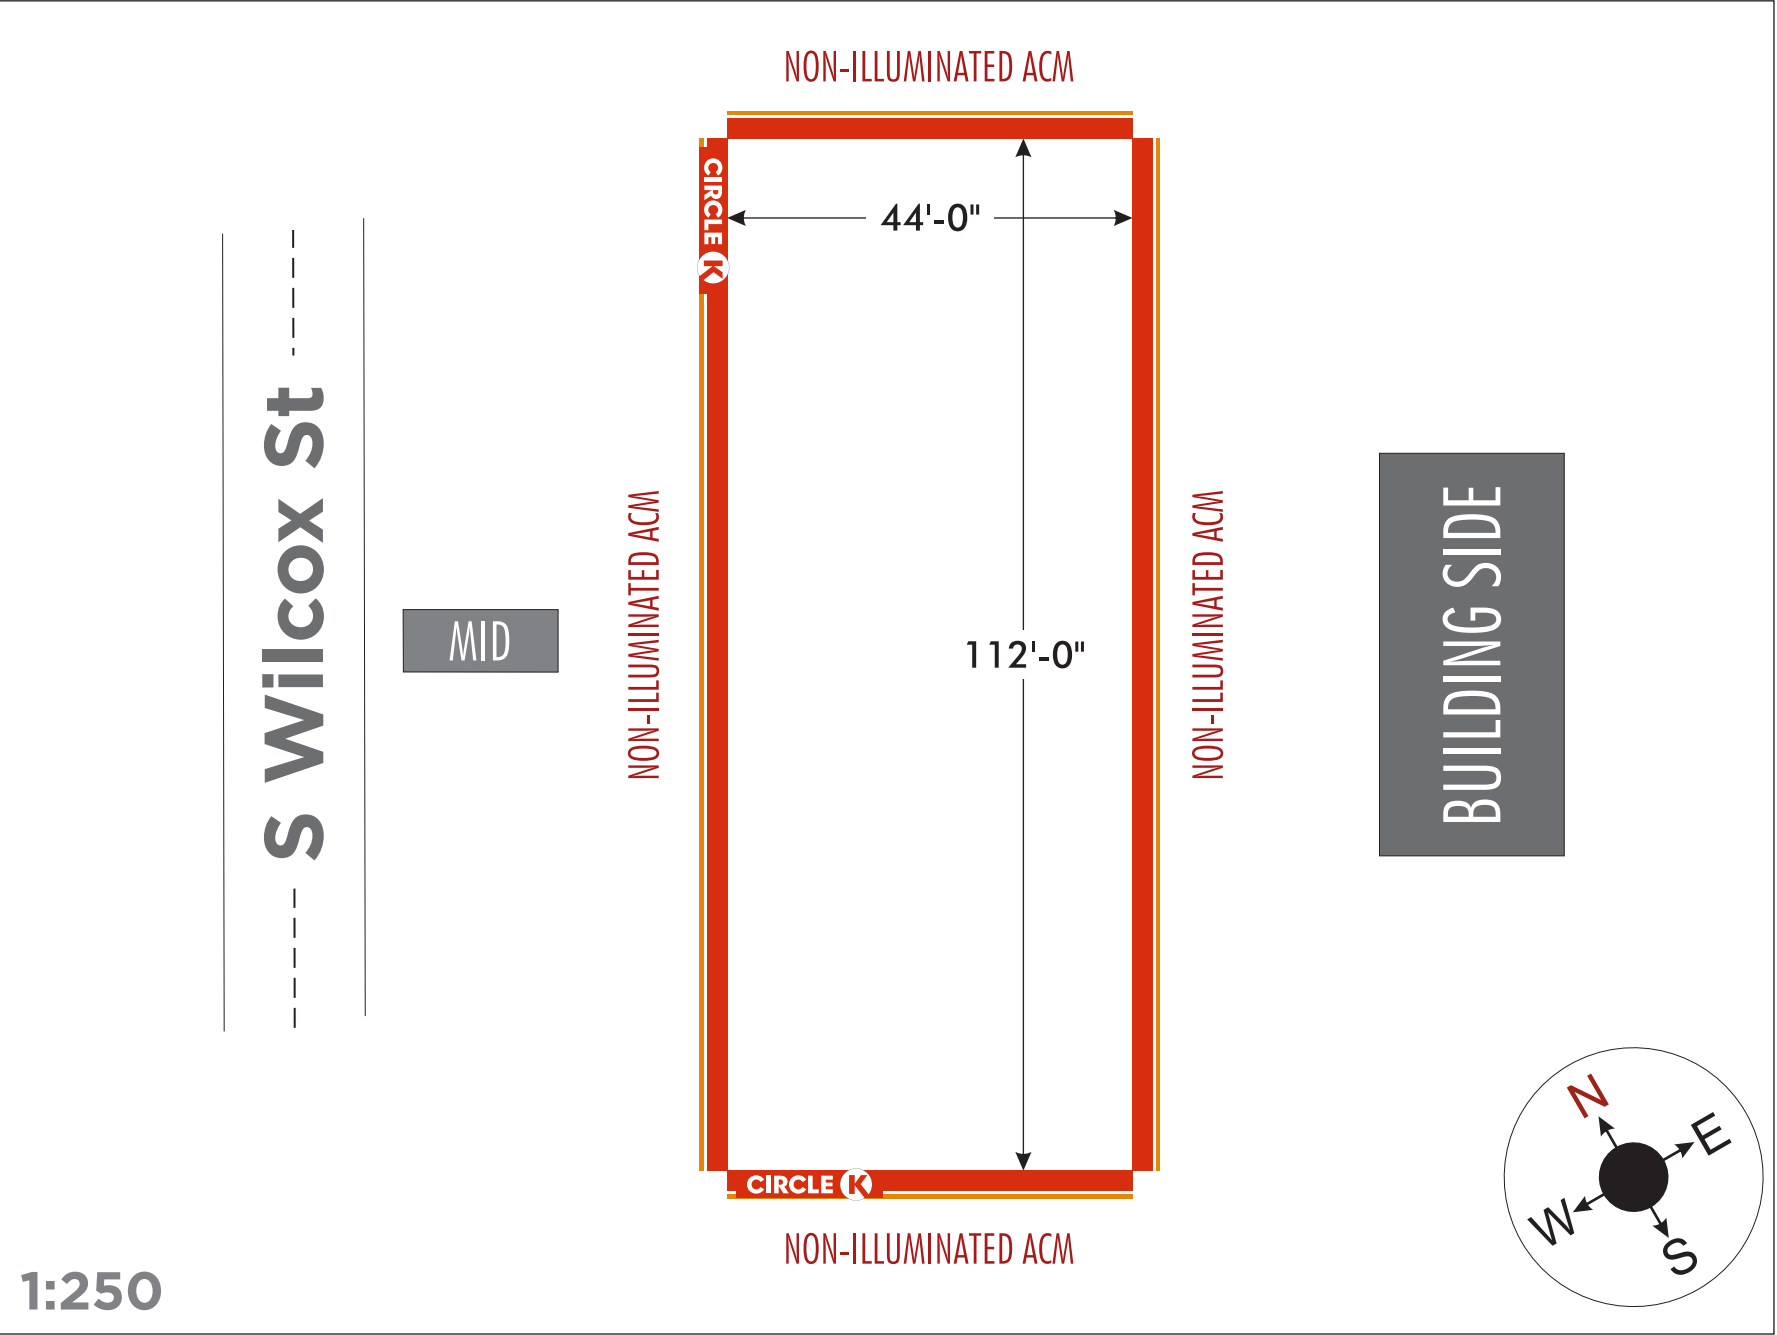 NON-ILLUMINATED ACM
CIRCLE K
44'-0"
S Wilcox St
MID
NON-ILLUMINATED ACM
112'-0"
NON-ILLUMINATED ACM
BUILDING SIDE
CIRCLE K
NON-ILLUMINATED ACM
N
E
W
S
1:250